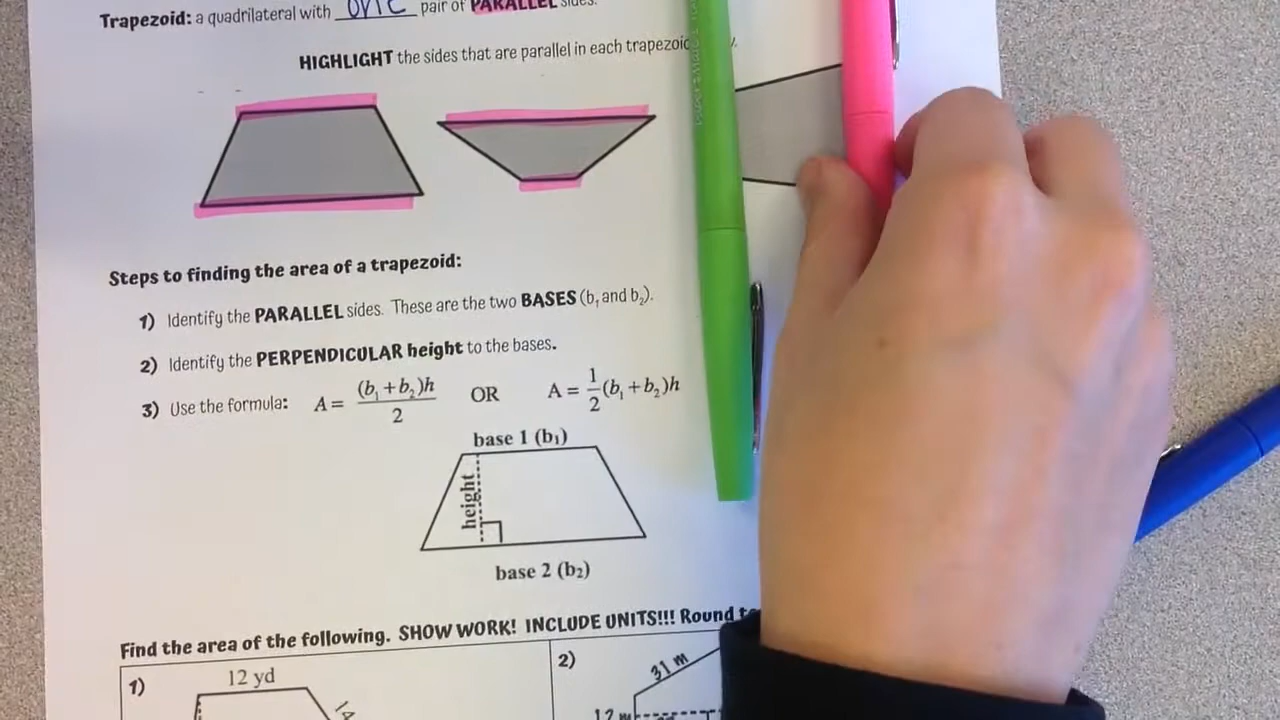 Trapezoid: a quadrilateral with one pair of PARALLEL sides.
HIGHLIGHT the sides that are parallel in each trapezoid
Steps to finding the area of a trapezoid:
1) Identify the PARALLEL sides. These are the two BASES (b₁ and b₂).
2) Identify the PERPENDICULAR height to the bases.
3) Use the formula: A = (b₁+b₂)h / 2 OR A = 1/2 (b₁+b₂)h
base 1 (b₁)
height
base 2 (b₂)
Find the area of the following. SHOW WORK! INCLUDE UNITS!!! Round
1) 12 yd
14
2) 31 m
12 m